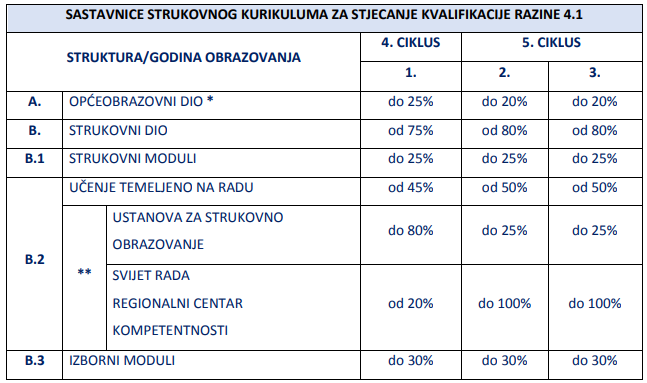 SASTAVNICE STRUKOVNOG KURIKULUMA ZA STJECANJE KVALIFIKACIJE RAZINE 4.1
STRUKTURA/GODINA OBRAZOVANJA 4. CIKLUS 5. CIKLUS
1. 2. 3.
A. OPĆEOBRAZOVNI DIO * do 25% do 20% do 20%
B. STRUKOVNI DIO od 75% od 80% od 80%
B.1 STRUKOVNI MODULI do 25% do 25% do 25%
B.2 UČENJE TEMELJENO NA RADU od 45% od 50% od 50%
** USTANOVA ZA STRUKOVNO
OBRAZOVANJE do 80% do 25% do 25%
SVIJET RADA
REGIONALNI CENTAR od 20% do 100% do 100%
KOMPETENTNOSTI
B.3 IZBORNI MODULI do 30% do 30% do 30%